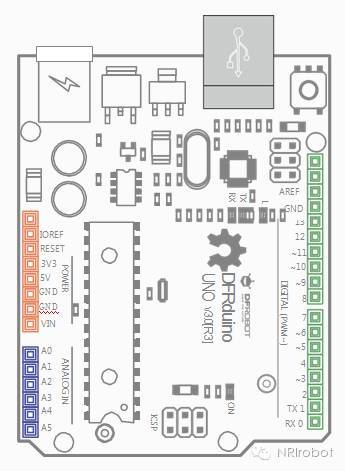 RX
TX
L
AREF
GND
13
12
~11
~10
~9
8
7
~6
~5
4
~3
2
TX 1
RX 0
DIGITAL (PWM~)
IOREF
RESET
3V3
5V
GND
GND
VIN
POWER
A0
A1
A2
A3
A4
A5
ANALOG IN
DFRduino
UNO v3.0[R3]
DFROBOT
ICSP
ON
NRIrobot